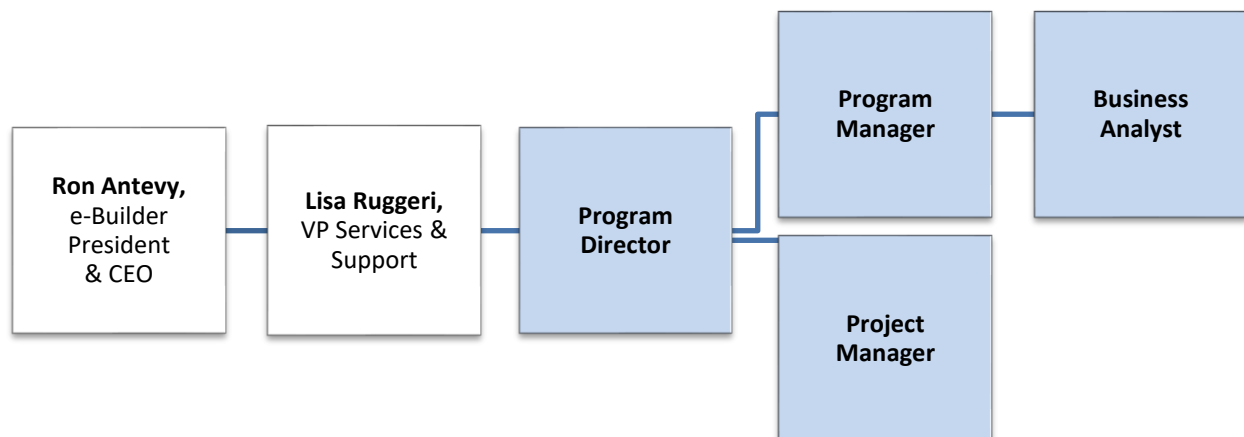 Ron Antevy,
e-Builder
President
& CEO
Lisa Ruggeri,
VP Services &
Support
Program
Director
Program
Manager
Business
Analyst
Project
Manager